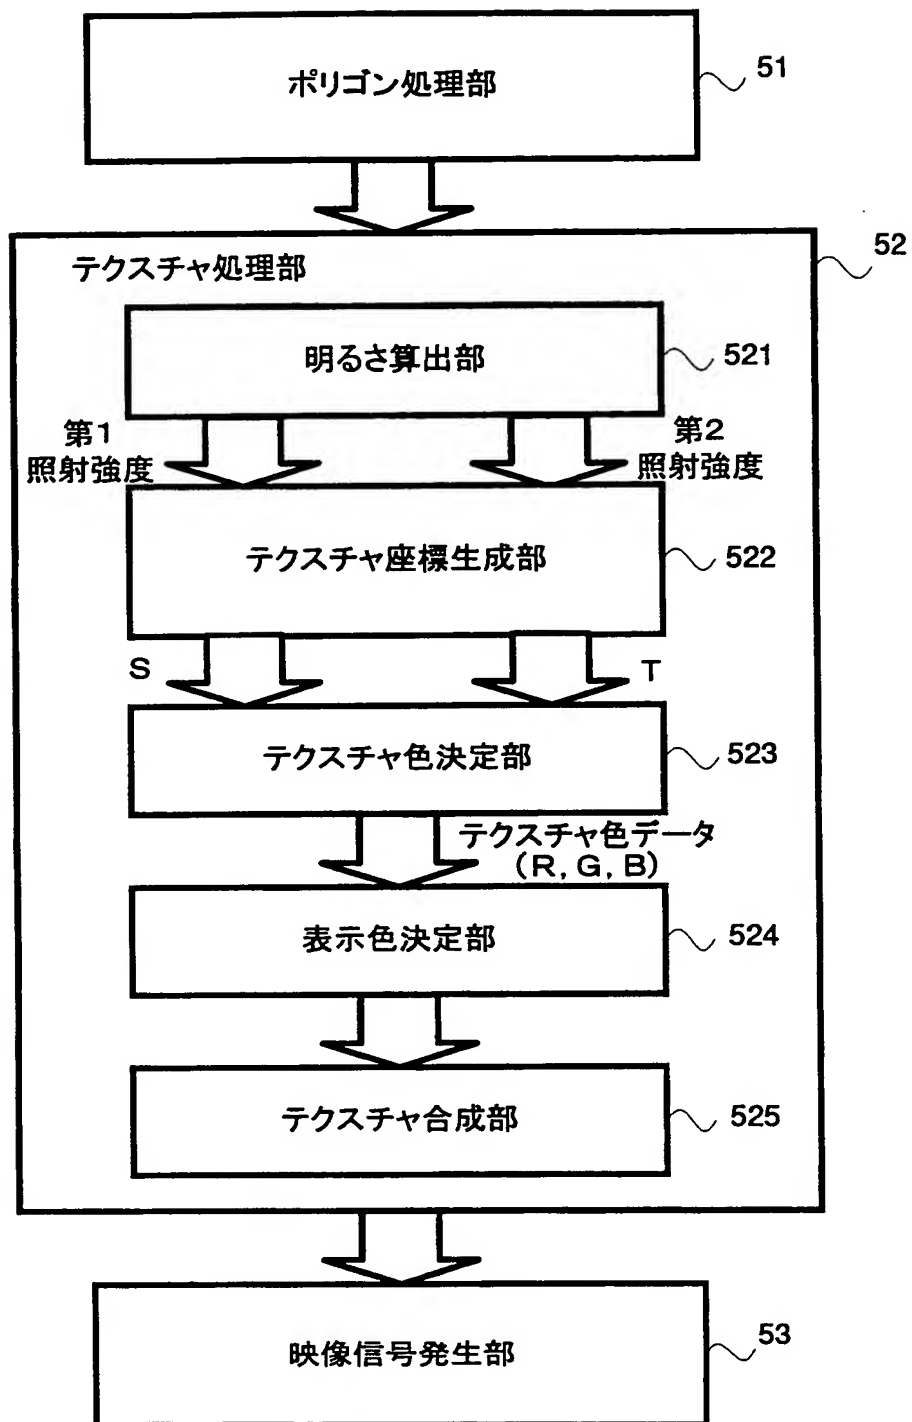 ポリゴン処理部
51
テクスチャ処理部
52
明るさ算出部
521
第1
照射強度
第2
照射強度
テクスチャ座標生成部
522
S
T
テクスチャ色決定部
523
テクスチャ色データ
(R, G, B)
表示色決定部
524
テクスチャ合成部
525
映像信号発生部
53